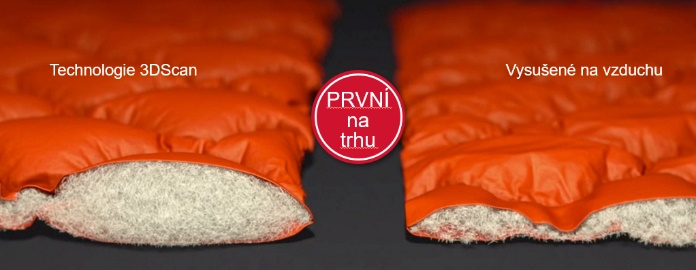 Technologie 3DScan
PRVNÍ
na
trhu
Vysušené na vzduchu